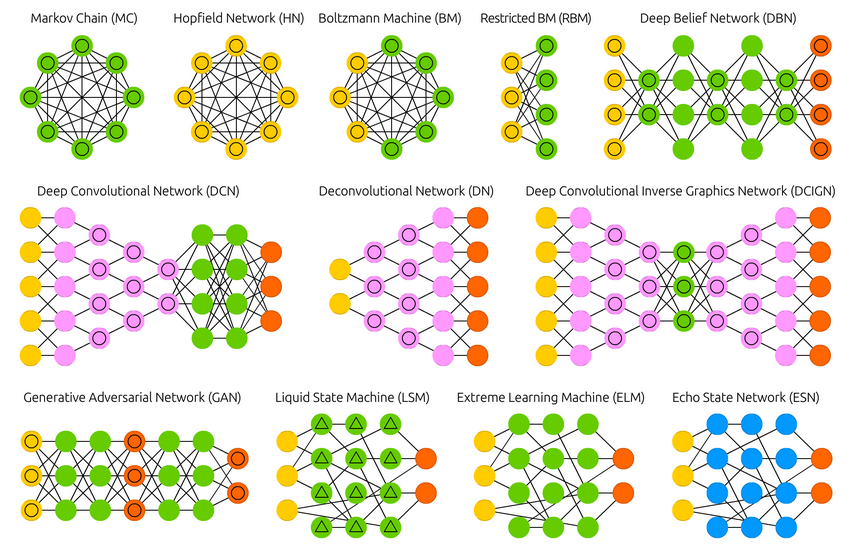 Markov Chain (MC)
Hopfield Network (HN)
Boltzmann Machine (BM)
Restricted BM (RBM)
Deep Belief Network (DBN)
Deep Convolutional Network (DCN)
Deconvolutional Network (DN)
Deep Convolutional Inverse Graphics Network (DCIGN)
Generative Adversarial Network (GAN)
Liquid State Machine (LSM)
Extreme Learning Machine (ELM)
Echo State Network (ESN)